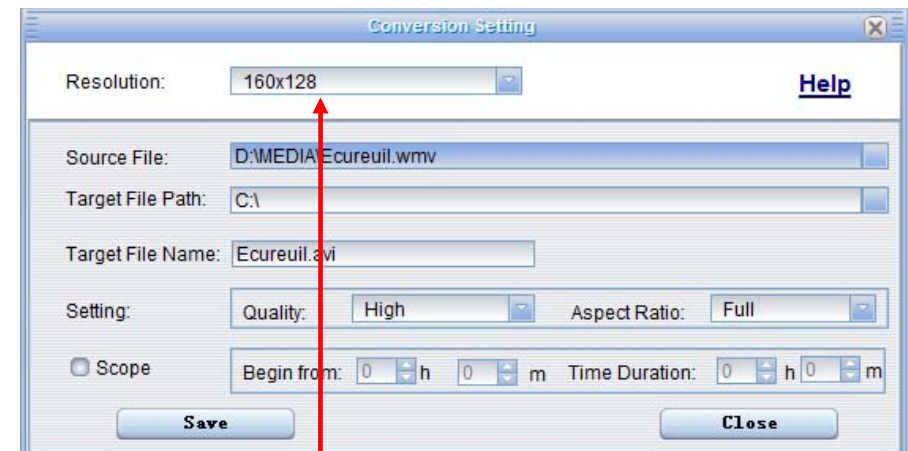 Conversion Setting
Resolution: 160x128 Help
Source File: D:\MEDIA\Ecureuil.wmv
Target File Path: C:\
Target File Name: Ecureuil.avi
Setting: Quality: High Aspect Ratio: Full
Scope Begin from: 0 h 0 m Time Duration: 0 h 0 m
Save Close